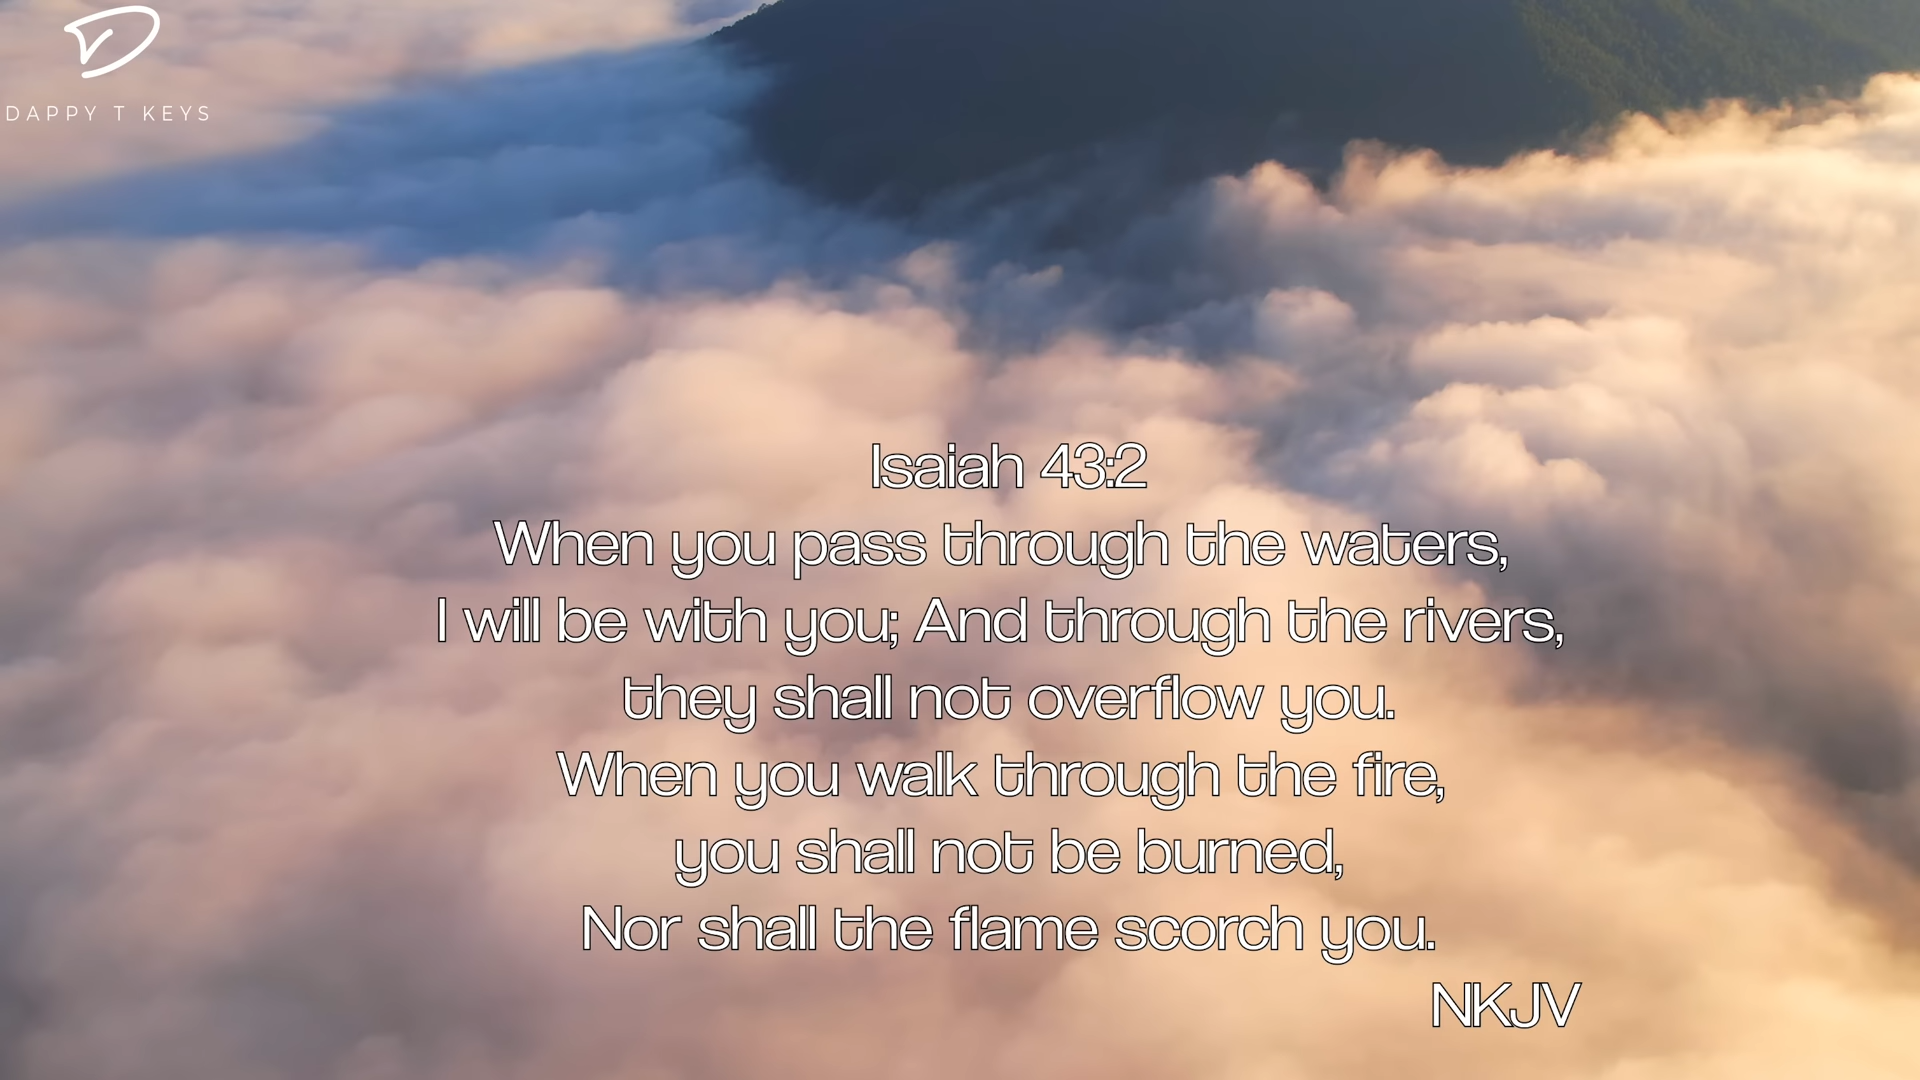 DAPPY T KEYS
Isaiah 43:2
When you pass through the waters,
I will be with you; And through the rivers,
they shall not overflow you.
When you walk through the fire,
you shall not be burned,
Nor shall the flame scorch you.
NKJV